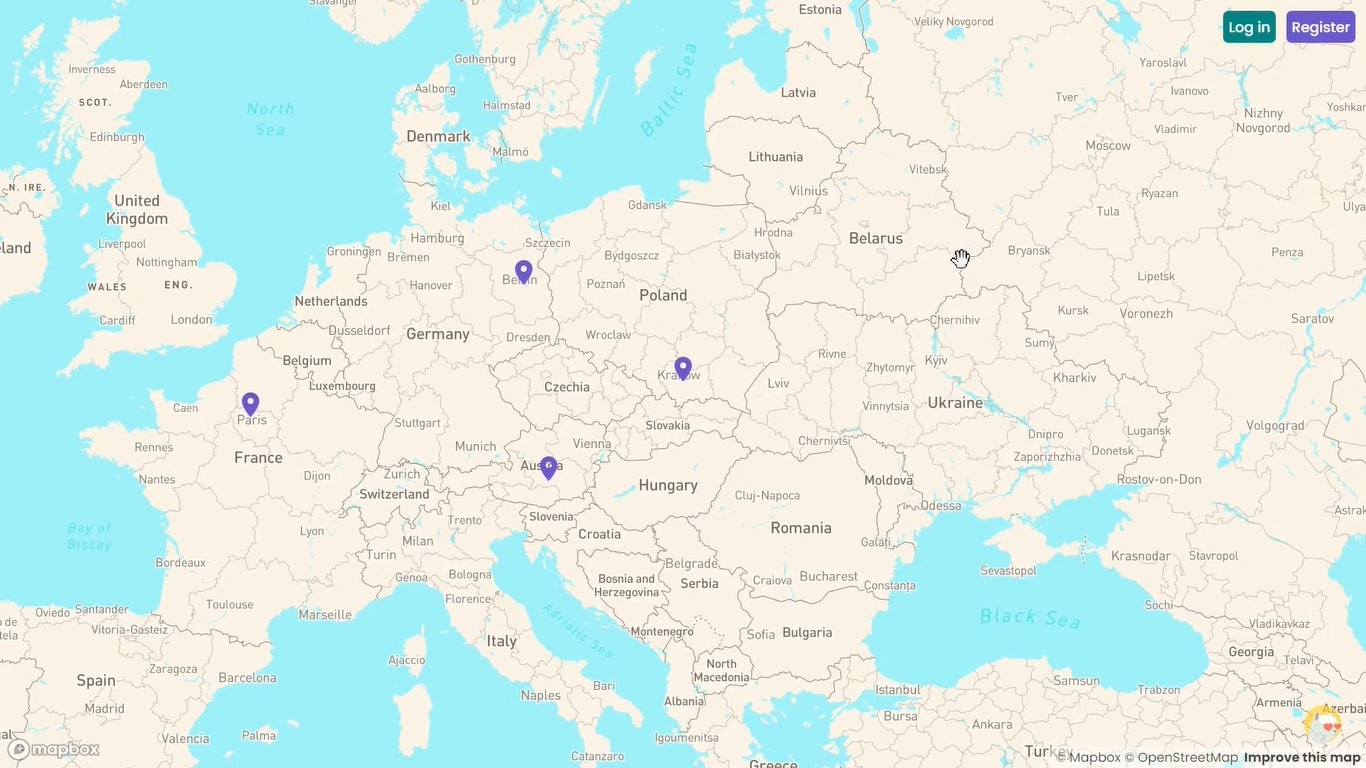 Stavanger
Estonia
Veliky Novgorod
Log in
Register
Gothenburg
Yaroslavl
Inverness
Aberdeen
Aalborg
Baltic Sea
Latvia
Tver
Ivanovo
SCOT.
North
Sea
Halmstad
Nizhny
Novgorod
Yoshkar
Edinburgh
Denmark
Vladimir
Malmö
Lithuania
Moscow
Vitebsk
N. IRE.
Vilnius
Ryazan
United
Kingdom
Kiel
Gdansk
Tula
Ulya
Hamburg
Szczecin
Hrodna
Belarus
Liverpool
eland
Groningen
Bremen
Bydgoszcz
Białystok
Bryansk
Penza
Nottingham
WALES
ENG.
Hanover
Berlin
Poznań
Poland
Lipetsk
Netherlands
Cardiff
London
Dusseldorf
Germany
Dresden
Wroclaw
Chernihiv
Kursk
Voronezh
Saratov
Belgium
Rivne
Kyiv
Sumy
Luxembourg
Czechia
Krakow
Lviv
Zhytomyr
Kharkiv
Caen
Paris
Stuttgart
Slakia
Vinnytsia
Ukraine
Rennes
Munich
Vienna
Slovakia
Chernivtsi
Dnipro
Luhansk
Volgograd
France
Austria
Zaporizhzhia
Donetsk
Nantes
Dijon
Zurich
Switzerland
Hungary
Moldova
Rostov-on-Don
Cluj-Napoca
Odessa
Astrak
Bay of
Biscay
Lyon
Trento
Slovenia
Croatia
Romania
Milan
Galați
Turin
Krasnodar
Stavropol
Bordeaux
Genoa
Bologna
Belgrade
Sevastopol
Bosnia and
Herzegovina
Serbia
Craiova
Bucharest
Constanta
Florence
Oviedo
Santander
Toulouse
Marseille
Adriatic Sea
Black Sea
Sochi
Vitoria-Gasteiz
Montenegro
Sofia
Bulgaria
Vladikavkaz
Italy
Ajaccio
Georgia
Telavi
Zaragoza
Barcelona
North
Macedonia
Spain
Bari
Naples
Istanbul
Samsun
Trabzon
Madrid
Albania
Armenia
Azerbai
Bursa
Ankara
Valencia
Palma
Igoumenitsa
Catanzaro
Greece
Turkey
mapbox
© Mapbox © OpenStreetMap Improve this map